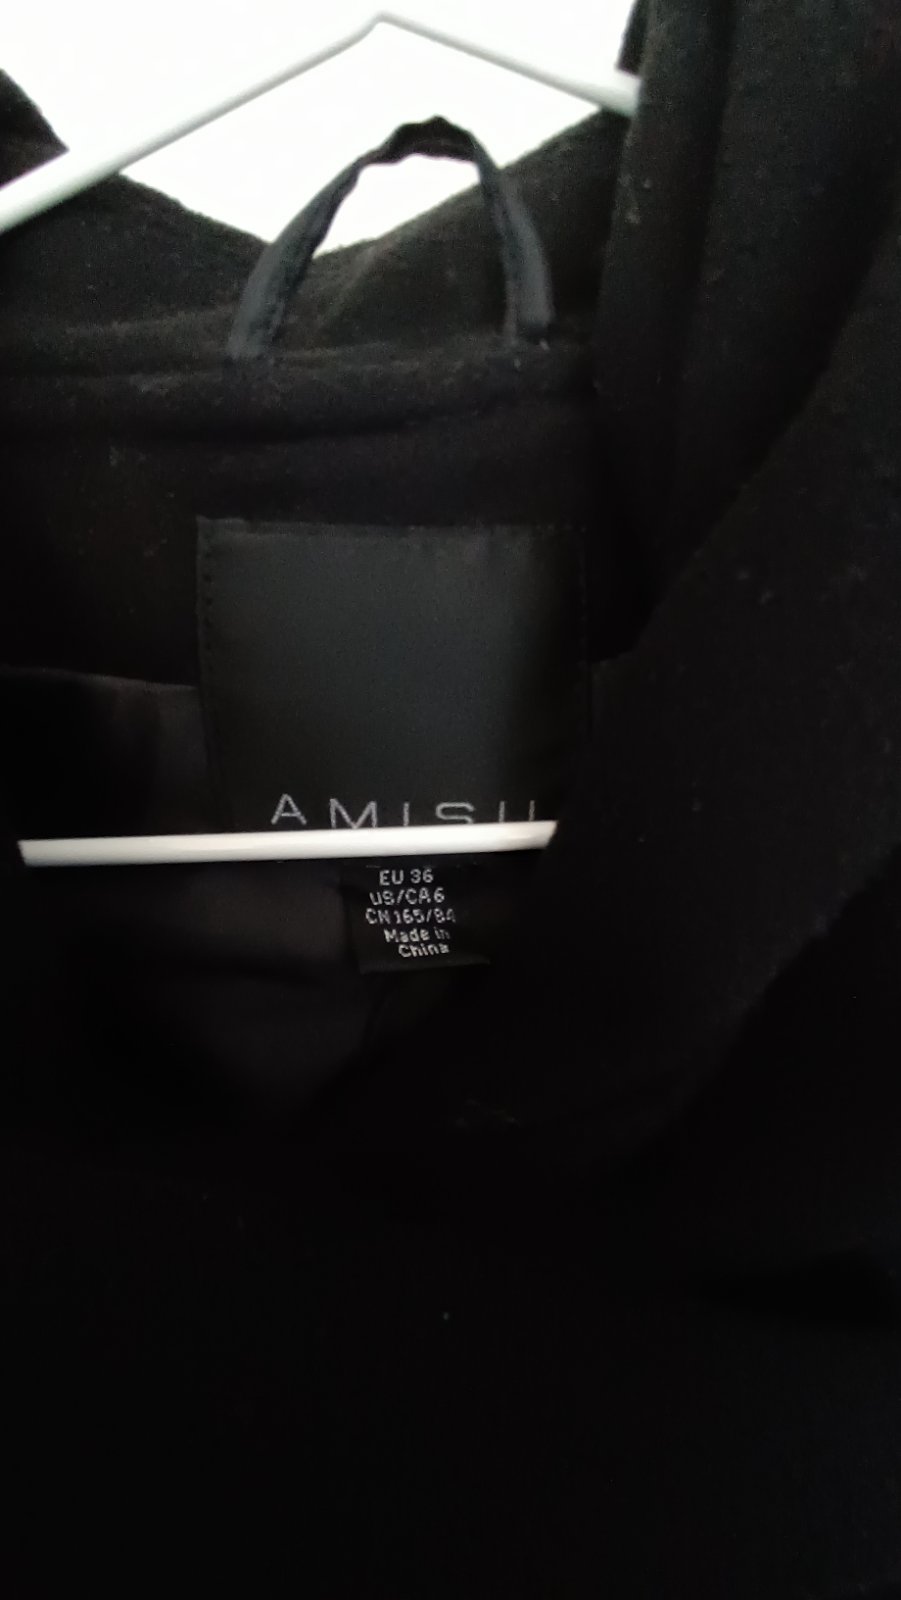 AMISU
EU 36
US/CA 6
CN 165/84
Made in
China